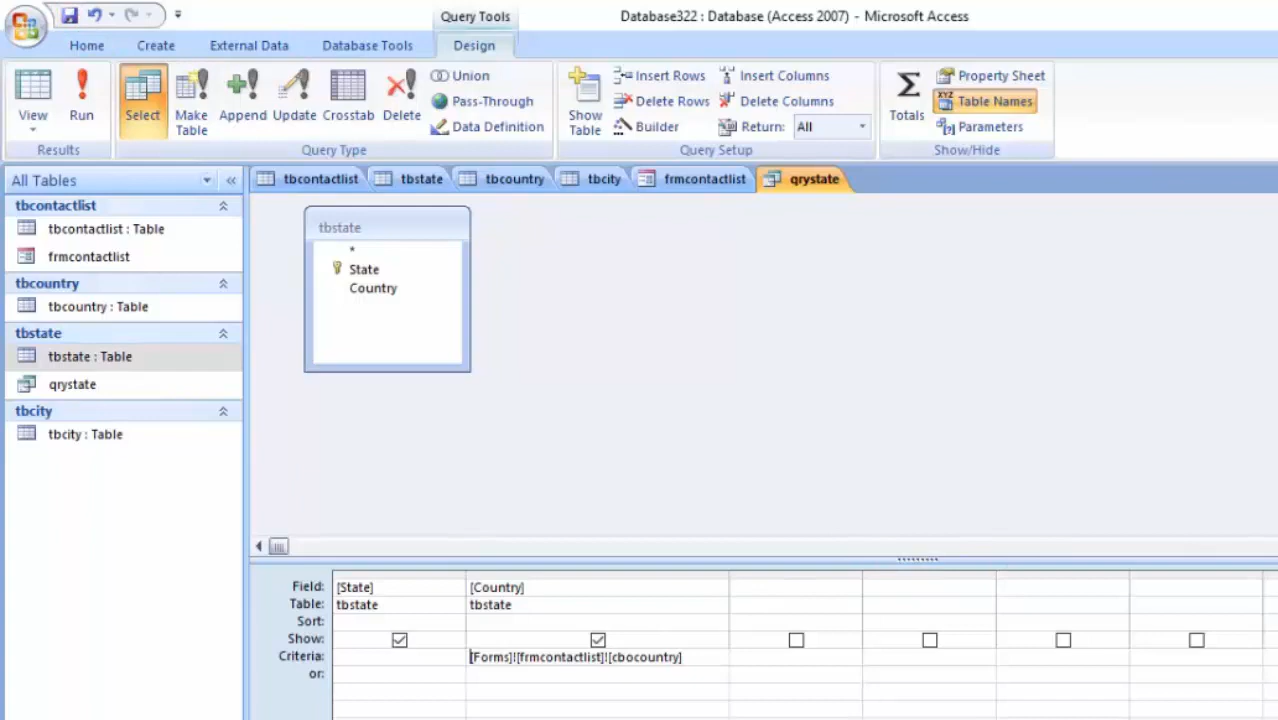 Query Tools
Database322 : Database (Access 2007) - Microsoft Access
Home Create External Data Database Tools Design
View
Run
Results
Select
Make Table
Append
Update
Crosstab
Delete
Union
Pass-Through
Data Definition
Query Type
Show Table
Insert Rows
Delete Rows
Builder
Insert Columns
Delete Columns
Return: All
Query Setup
Totals
Property Sheet
XYZ Table Names
[?] Parameters
Show/Hide
All Tables «
tbcontactlist
tbcontactlist : Table
frmcontactlist
tbcountry
tbcountry : Table
tbstate
tbstate : Table
qrystate
tbcity
tbcity : Table
tbcontactlist tbstate tbcountry tbcity frmcontactlist qrystate
tbstate
*
State
Country
Field: [State] [Country]
Table: tbstate tbstate
Sort:
Show:
Criteria: [Forms]![frmcontactlist]![cbocountry]
or: